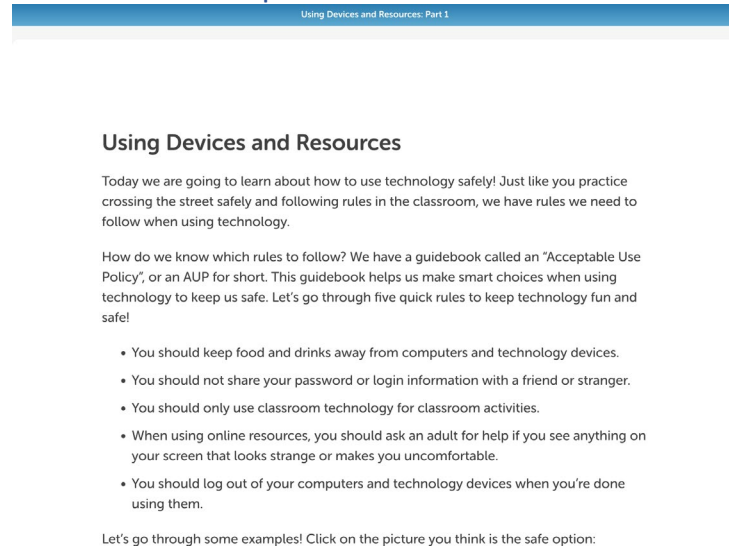 Using Devices and Resources: Part 1
Using Devices and Resources
Today we are going to learn about how to use technology safely! Just like you practice
crossing the street safely and following rules in the classroom, we have rules we need to
follow when using technology.
How do we know which rules to follow? We have a guidebook called an “Acceptable Use
Policy”, or an AUP for short. This guidebook helps us make smart choices when using
technology to keep us safe. Let’s go through five quick rules to keep technology fun and
safe!
• You should keep food and drinks away from computers and technology devices.
• You should not share your password or login information with a friend or stranger.
• You should only use classroom technology for classroom activities.
• When using online resources, you should ask an adult for help if you see anything on
your screen that looks strange or makes you uncomfortable.
• You should log out of your computers and technology devices when you’re done
using them.
Let’s go through some examples! Click on the picture you think is the safe option: